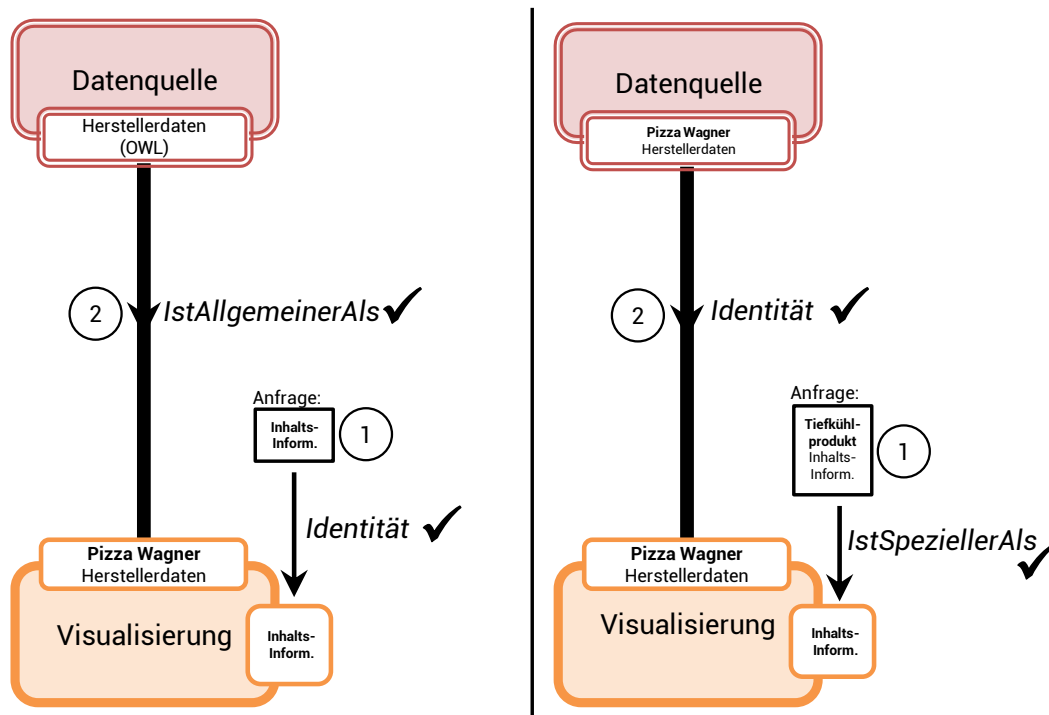 Datenquelle
Herstellerdaten
(OWL)
2
IstAllgemeinerAls
Anfrage:
Inhalts-
Inform.
1
Identität
Pizza Wagner
Herstellerdaten
Visualisierung
Inhalts-
Inform.
Datenquelle
Pizza Wagner
Herstellerdaten
2
Identität
Anfrage:
Tiefkühl-
produkt
Inhalts-
Inform.
1
IstSpeziellerAls
Pizza Wagner
Herstellerdaten
Visualisierung
Inhalts-
Inform.